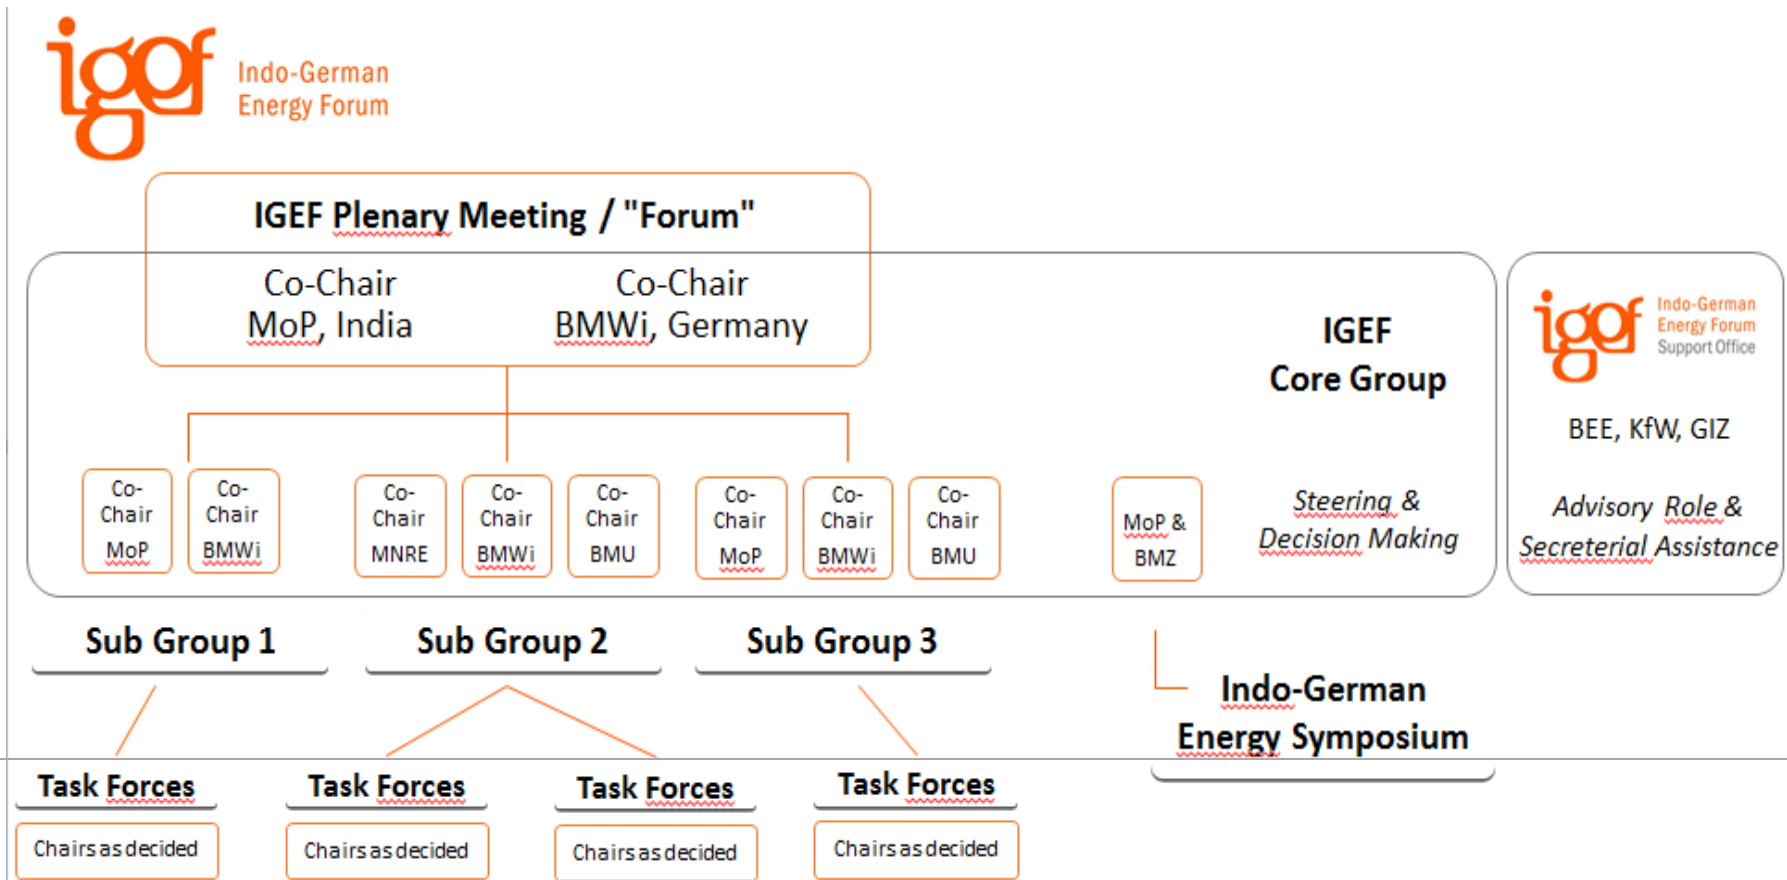 igef
Indo-German
Energy Forum
IGEF Plenary Meeting / "Forum"
Co-Chair
MoP, India
Co-Chair
BMWi, Germany
IGEF
Core Group
Steering &
Decision Making
igef
Indo-German
Energy Forum
Support Office
BEE, KfW, GIZ
Advisory Role &
Secreterial Assistance
Co-
Chair
MoP
Co-
Chair
BMWi
Co-
Chair
MNRE
Co-
Chair
BMWi
Co-
Chair
BMU
Co-
Chair
MoP
Co-
Chair
BMWi
Co-
Chair
BMU
MoP &
BMZ
Sub Group 1
Sub Group 2
Sub Group 3
Indo-German
Energy Symposium
Task Forces
Chairs as decided
Task Forces
Chairs as decided
Task Forces
Chairs as decided
Task Forces
Chairs as decided